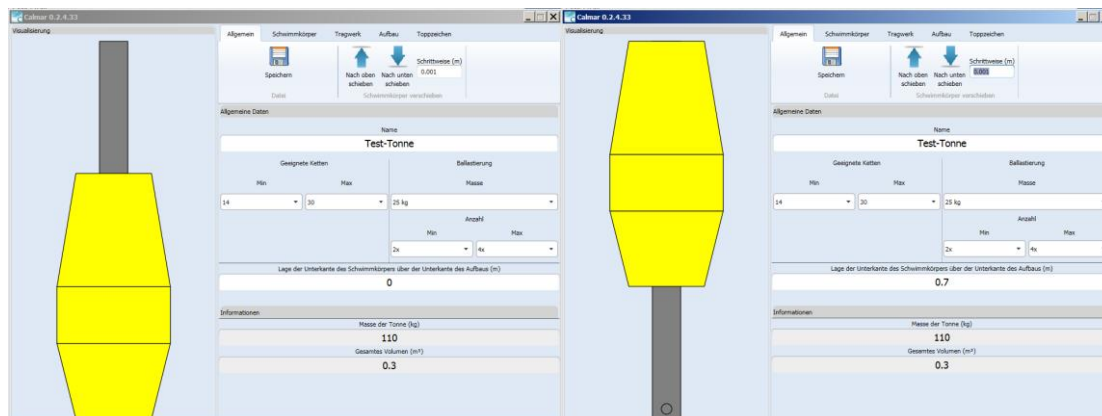 Calmar 0.2.4.33
Visualisierung
Allgemein Schwimmkörper Tragwerk Aufbau Toppzeichen
Speichern
Nach oben schieben
Nach unten schieben
Schrittweise (m)
0.001
Datei
Schwimmkörper verschieben
Allgemeine Daten
Name
Test-Tonne
Geeignete Ketten
Ballastierung
Min Max
Masse
14 30 25 kg
Anzahl
Min Max
2x 4x
Lage der Unterkante des Schwimmkörpers über der Unterkante des Aufbaus (m)
0
Informationen
Masse der Tonne (kg)
110
Gesamtes Volumen (m³)
0.3
Calmar 0.2.4.33
Visualisierung
Allgemein Schwimmkörper Tragwerk Aufbau Toppzeichen
Speichern
Nach oben schieben
Nach unten schieben
Schrittweise (m)
0.001
Datei
Schwimmkörper verschieben
Allgemeine Daten
Name
Test-Tonne
Geeignete Ketten
Ballastierung
Min Max
Masse
14 30 25 kg
Anzahl
Min Max
2x 4x
Lage der Unterkante des Schwimmkörpers über der Unterkante des Aufbaus (m)
0.7
Informationen
Masse der Tonne (kg)
110
Gesamtes Volumen (m³)
0.3